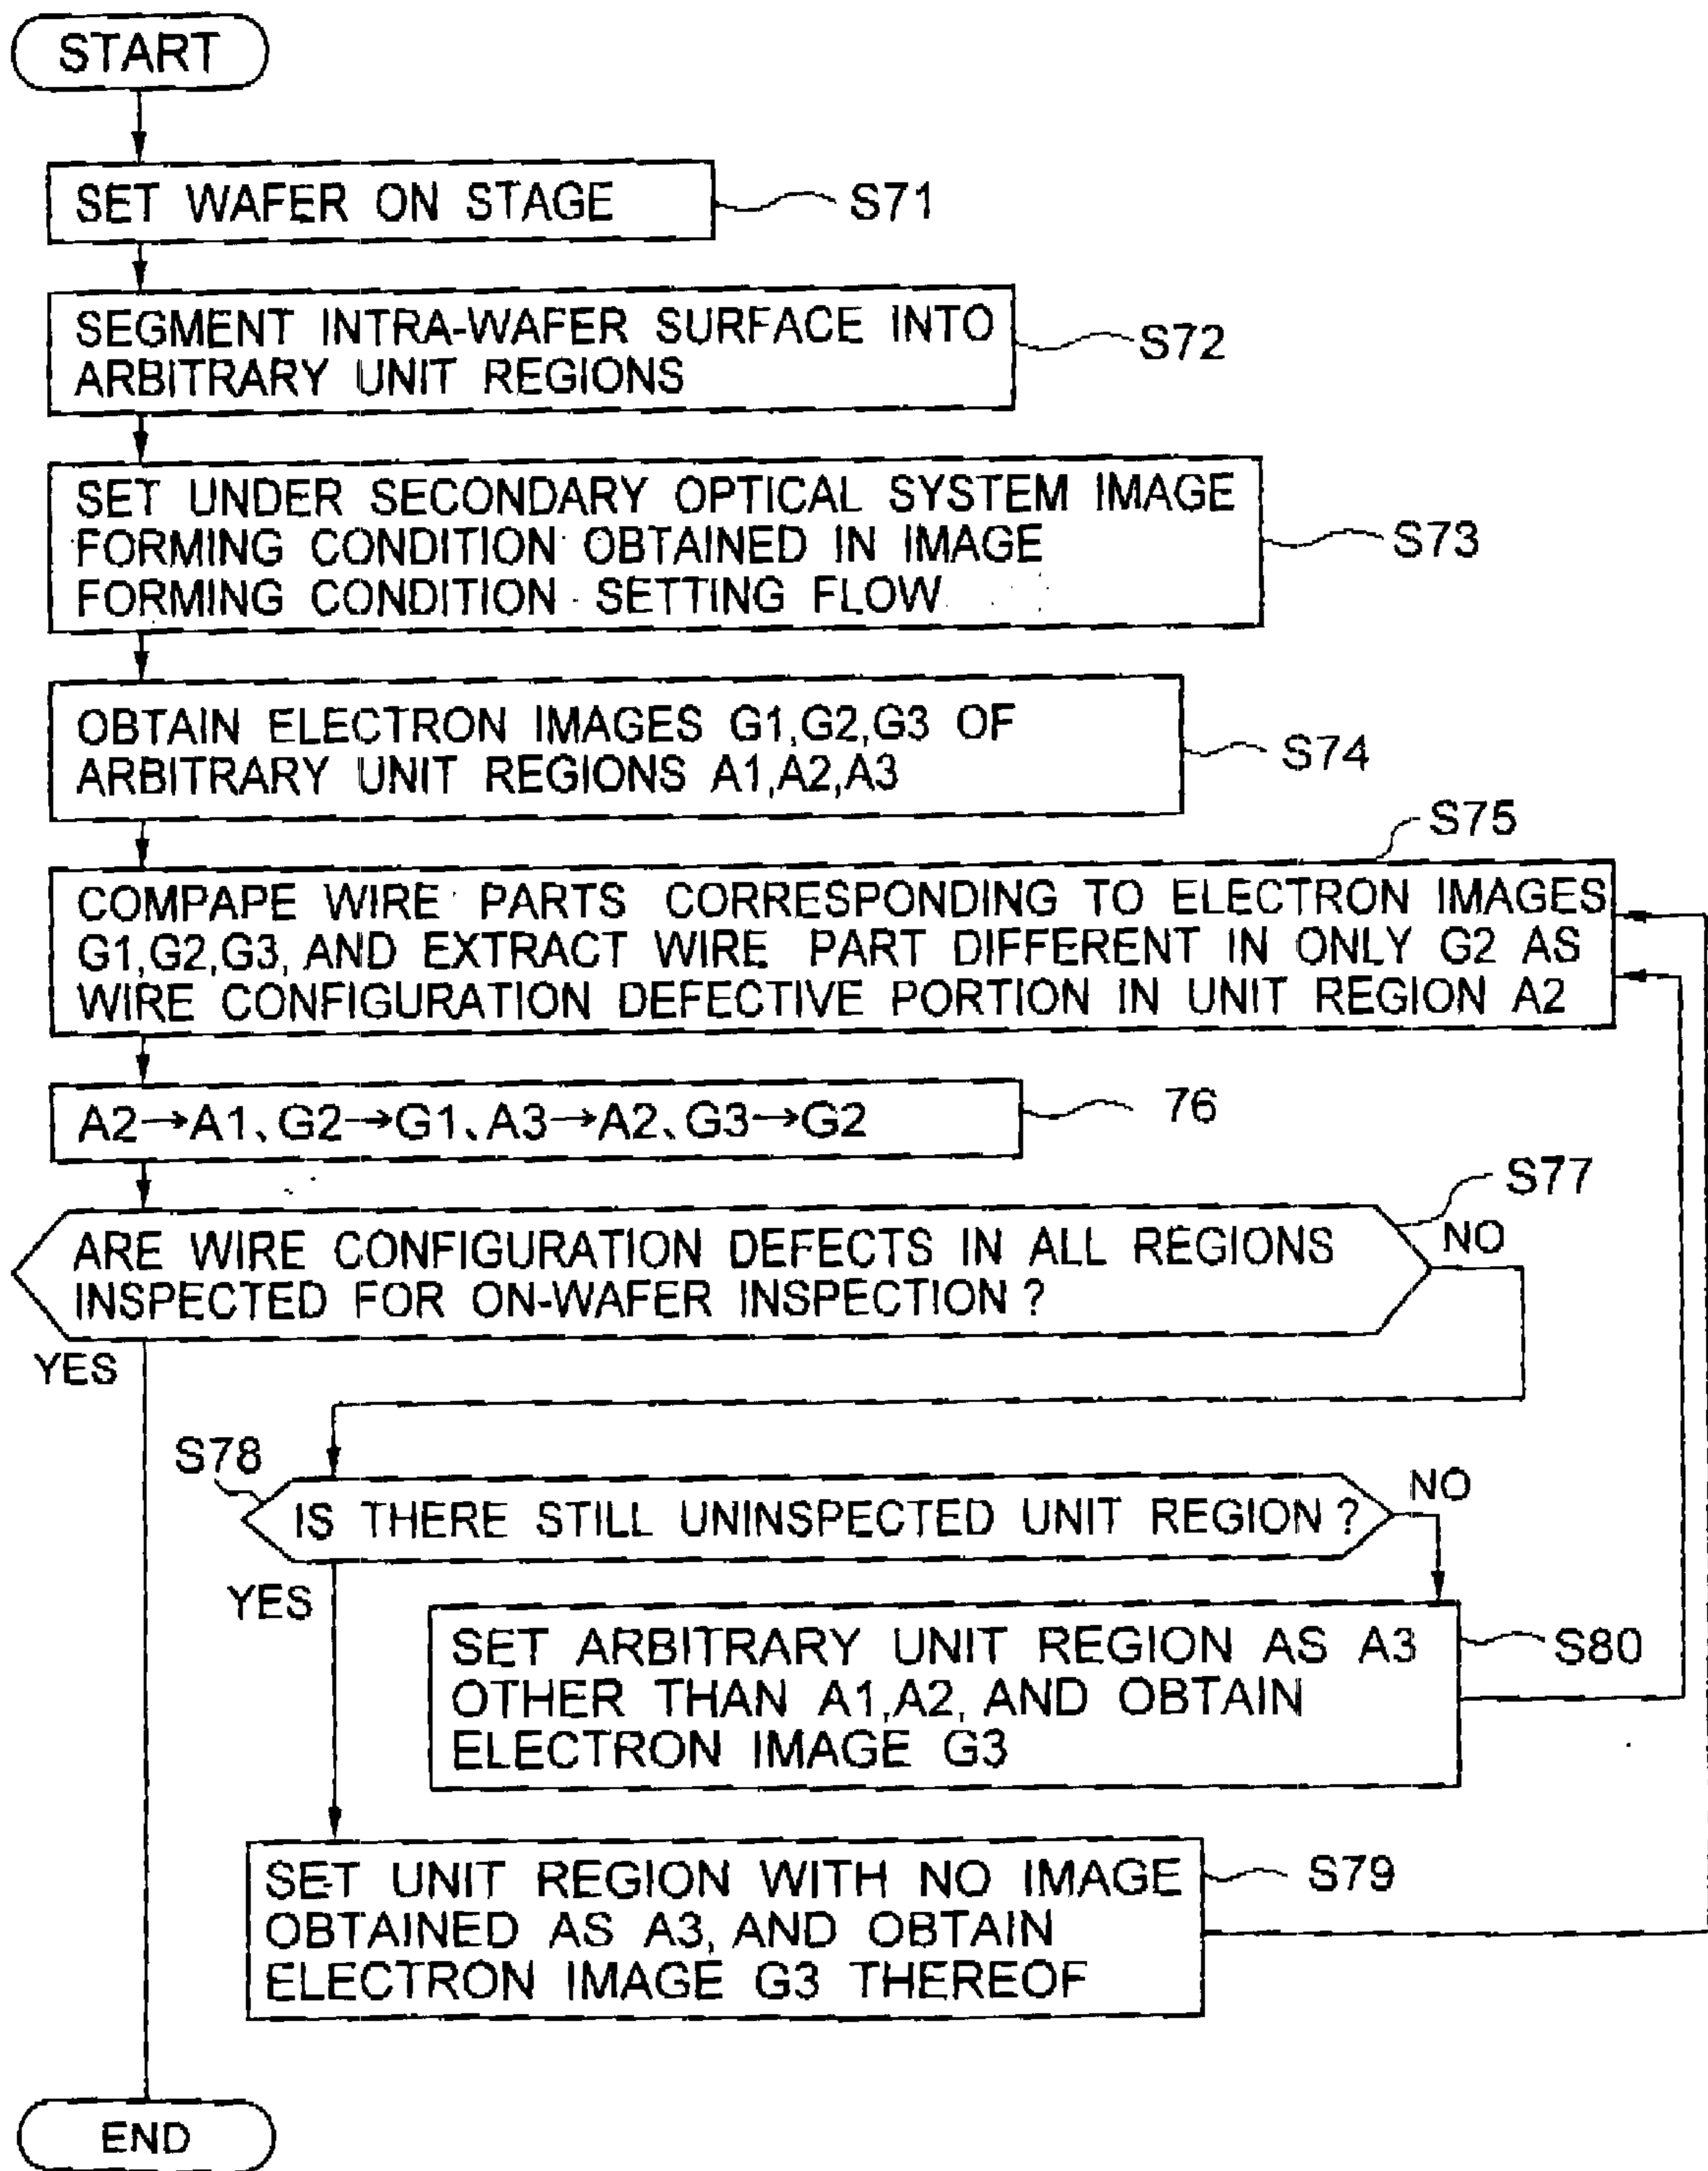 START
SET WAFER ON STAGE
S71
SEGMENT INTRA-WAFER SURFACE INTO
ARBITRARY UNIT REGIONS
S72
SET UNDER SECONDARY OPTICAL SYSTEM IMAGE
FORMING CONDITION OBTAINED IN IMAGE
FORMING CONDITION SETTING FLOW
S73
OBTAIN ELECTRON IMAGES G1,G2,G3 OF
ARBITRARY UNIT REGIONS A1,A2,A3
S74
S75
COMPAPE WIRE PARTS CORRESPONDING TO ELECTRON IMAGES
G1,G2,G3, AND EXTRACT WIRE PART DIFFERENT IN ONLY G2 AS
WIRE CONFIGURATION DEFECTIVE PORTION IN UNIT REGION A2
A2→A1、G2→G1、A3→A2、G3→G2
76
S77
ARE WIRE CONFIGURATION DEFECTS IN ALL REGIONS
INSPECTED FOR ON-WAFER INSPECTION?
NO
YES
S78
IS THERE STILL UNINSPECTED UNIT REGION?
NO
YES
SET ARBITRARY UNIT REGION AS A3
OTHER THAN A1,A2, AND OBTAIN
ELECTRON IMAGE G3
S80
SET UNIT REGION WITH NO IMAGE
OBTAINED AS A3, AND OBTAIN
ELECTRON IMAGE G3 THEREOF
S79
END